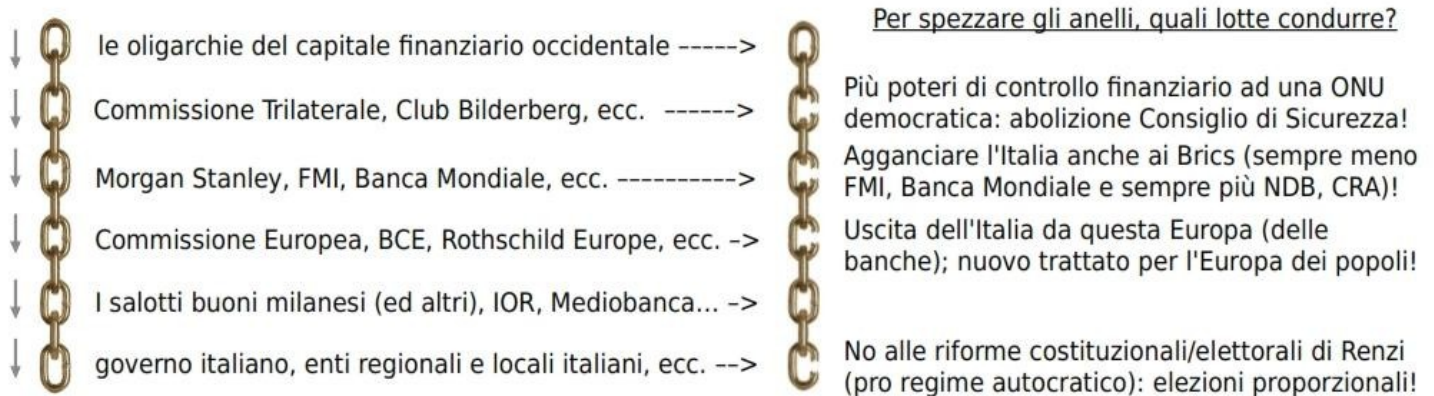 le oligarchie del capitale finanziario occidentale ----->
Commissione Trilaterale, Club Bilderberg, ecc. ------>
Morgan Stanley, FMI, Banca Mondiale, ecc. ---------->
Commissione Europea, BCE, Rothschild Europe, ecc. –>
I salotti buoni milanesi (ed altri), IOR, Mediobanca... –>
governo italiano, enti regionali e locali italiani, ecc. -->
Per spezzare gli anelli, quali lotte condurre?
Più poteri di controllo finanziario ad una ONU
democratica: abolizione Consiglio di Sicurezza!
Agganciare l'Italia anche ai Brics (sempre meno
FMI, Banca Mondiale e sempre più NDB, CRA)!
Uscita dell'Italia da questa Europa (delle
banche); nuovo trattato per l'Europa dei popoli!
No alle riforme costituzionali/elettorali di Renzi
(pro regime autocratico): elezioni proporzionali!